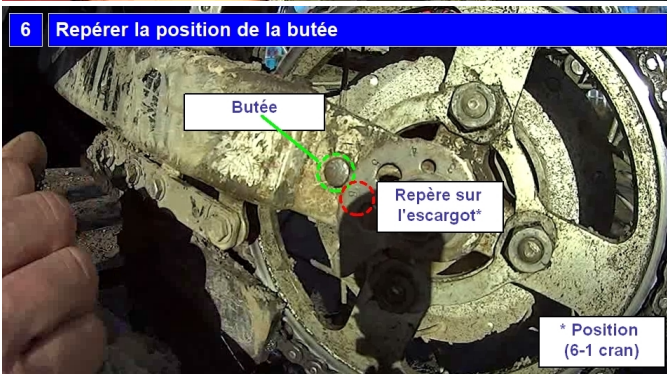 6 Repérer la position de la butée
Butée
Repère sur
l'escargot*
* Position
(6-1 cran)